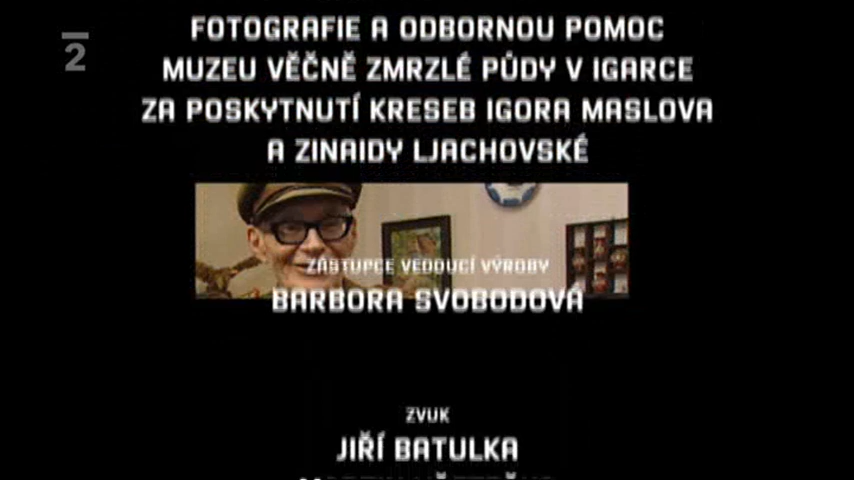 2
FOTOGRAFIE A ODBORNOU POMOC
MUZEU VĚČNĚ ZMRZLÉ PŮDY V IGARCE
ZA POSKYTNUTÍ KRESEB IGORA MASLOVA
A ZINAIDY LJACHOVSKÉ
ZÁSTUPCE VEDOUCÍ VÝROBY
BARBORA SVOBODOVÁ
ZVUK
JIŘÍ BATULKA